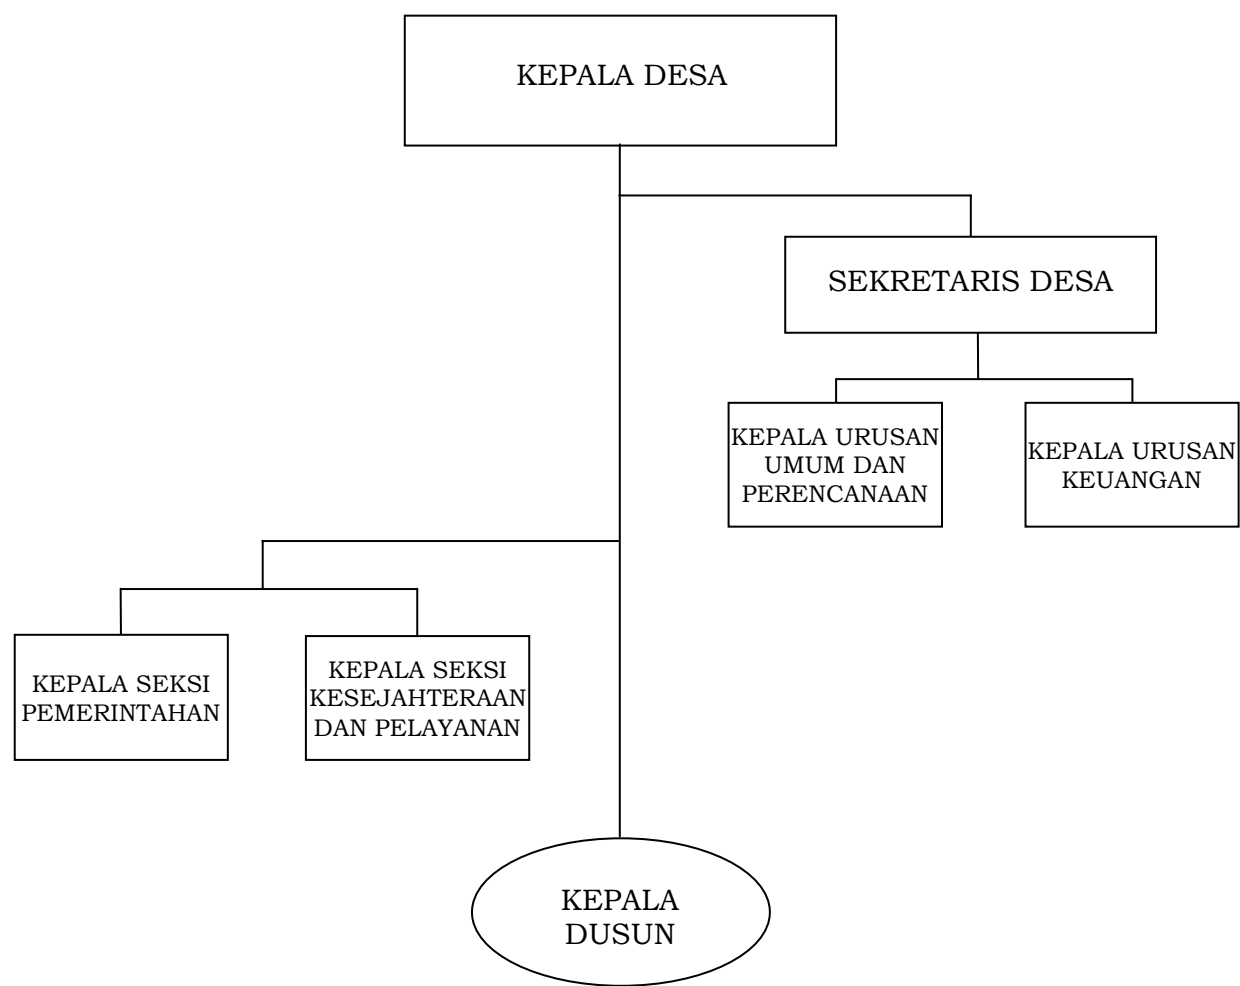 KEPALA DESA
SEKRETARIS DESA
KEPALA URUSAN
UMUM DAN
PERENCANAAN
KEPALA URUSAN
KEUANGAN
KEPALA SEKSI
PEMERINTAHAN
KEPALA SEKSI
KESEJAHTERAAN
DAN PELAYANAN
KEPALA
DUSUN